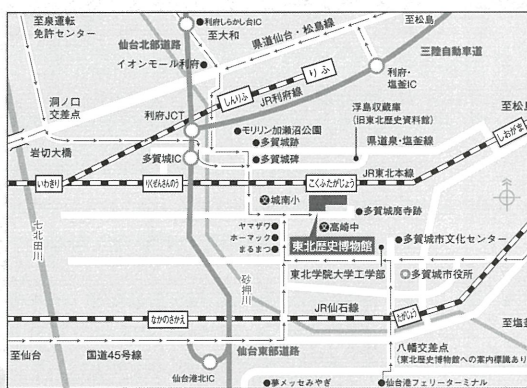 至泉運転
免許センター
仙台北部道路
利府しらかし台IC
至大和
県道仙台・松島線
至松島
イオンモール利府
三陸自動車道
しんりふ
りふ
JR利府線
利府・
塩釜IC
洞ノ口
交差点
利府JCT
モリリン加瀬沼公園
浮島収蔵庫
(旧東北歴史資料館)
至松島
岩切大橋
多賀城跡
多賀城IC
多賀城碑
県道泉・塩釜線
しおがま
JR東北本線
いわきり
りくぜんさんのう
こくふたがじょう
文城南小
七北田川
多賀城廃寺跡
ヤマザワ
ホーマック
まるまつ
文高崎中
東北歴史博物館
多賀城市文化センター
砂押川
東北学院大学工学部
多賀城市役所
JR仙石線
なかのさかえ
たがじょう
至塩釜
至仙台
国道45号線
仙台東部道路
八幡交差点
(東北歴史博物館への案内標識あり)
仙台港北IC
夢メッセみやぎ
仙台港フェリーターミナル